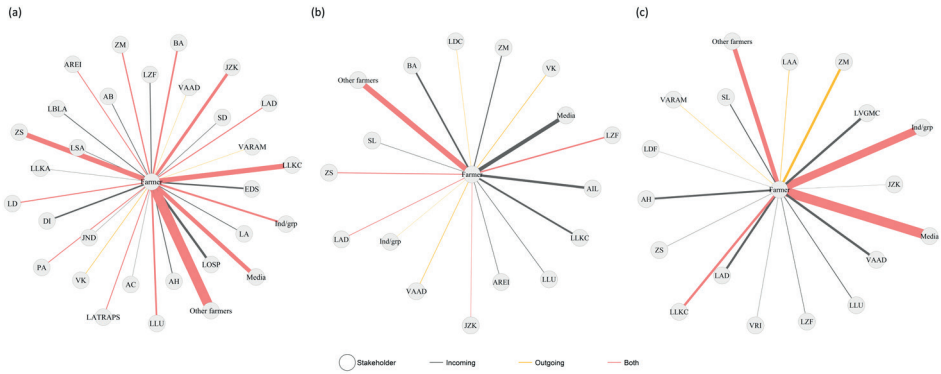 (a)
ZM
BA
AREI
LZF
JZK
VAAD
LBLA
AB
LAD
SD
ZS
LSA
VARAM
LLKA
LLKC
Farmer
EDS
LD
DI
Ind/grp
LA
JND
PA
LOSP
VK
AC
AH
Media
LATRAPS
LLU
Other farmers
(b)
LDC
ZM
BA
VK
Other farmers
Media
SL
LZF
ZS
Farmer
AIL
LAD
Ind/grp
LLKC
VAAD
AREI
LLU
JZK
(c)
Other farmers
LAA
ZM
VARAM
SL
LVGMC
Ind/grp
LDF
JZK
Farmer
AH
Media
ZS
LAD
VAAD
LLKC
VRI
LZF
LLU
Stakeholder
Incoming
Outgoing
Both